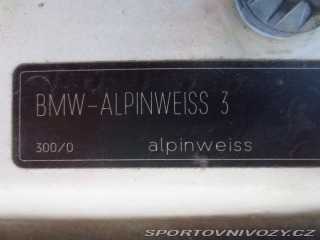 BMW-ALPINWEISS 3
300/0 alpinweiss
SPORTOVNIVOZY.CZ